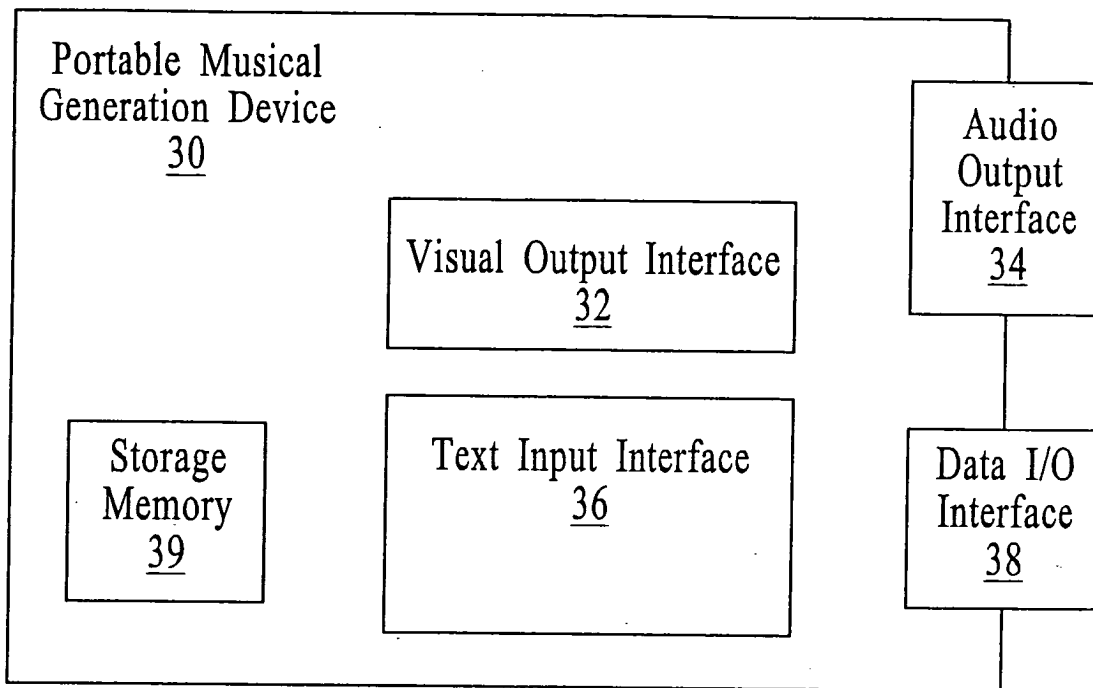 Portable Musical
Generation Device
30
Audio
Output
Interface
34
Visual Output Interface
32
Storage
Memory
39
Text Input Interface
36
Data I/O
Interface
38